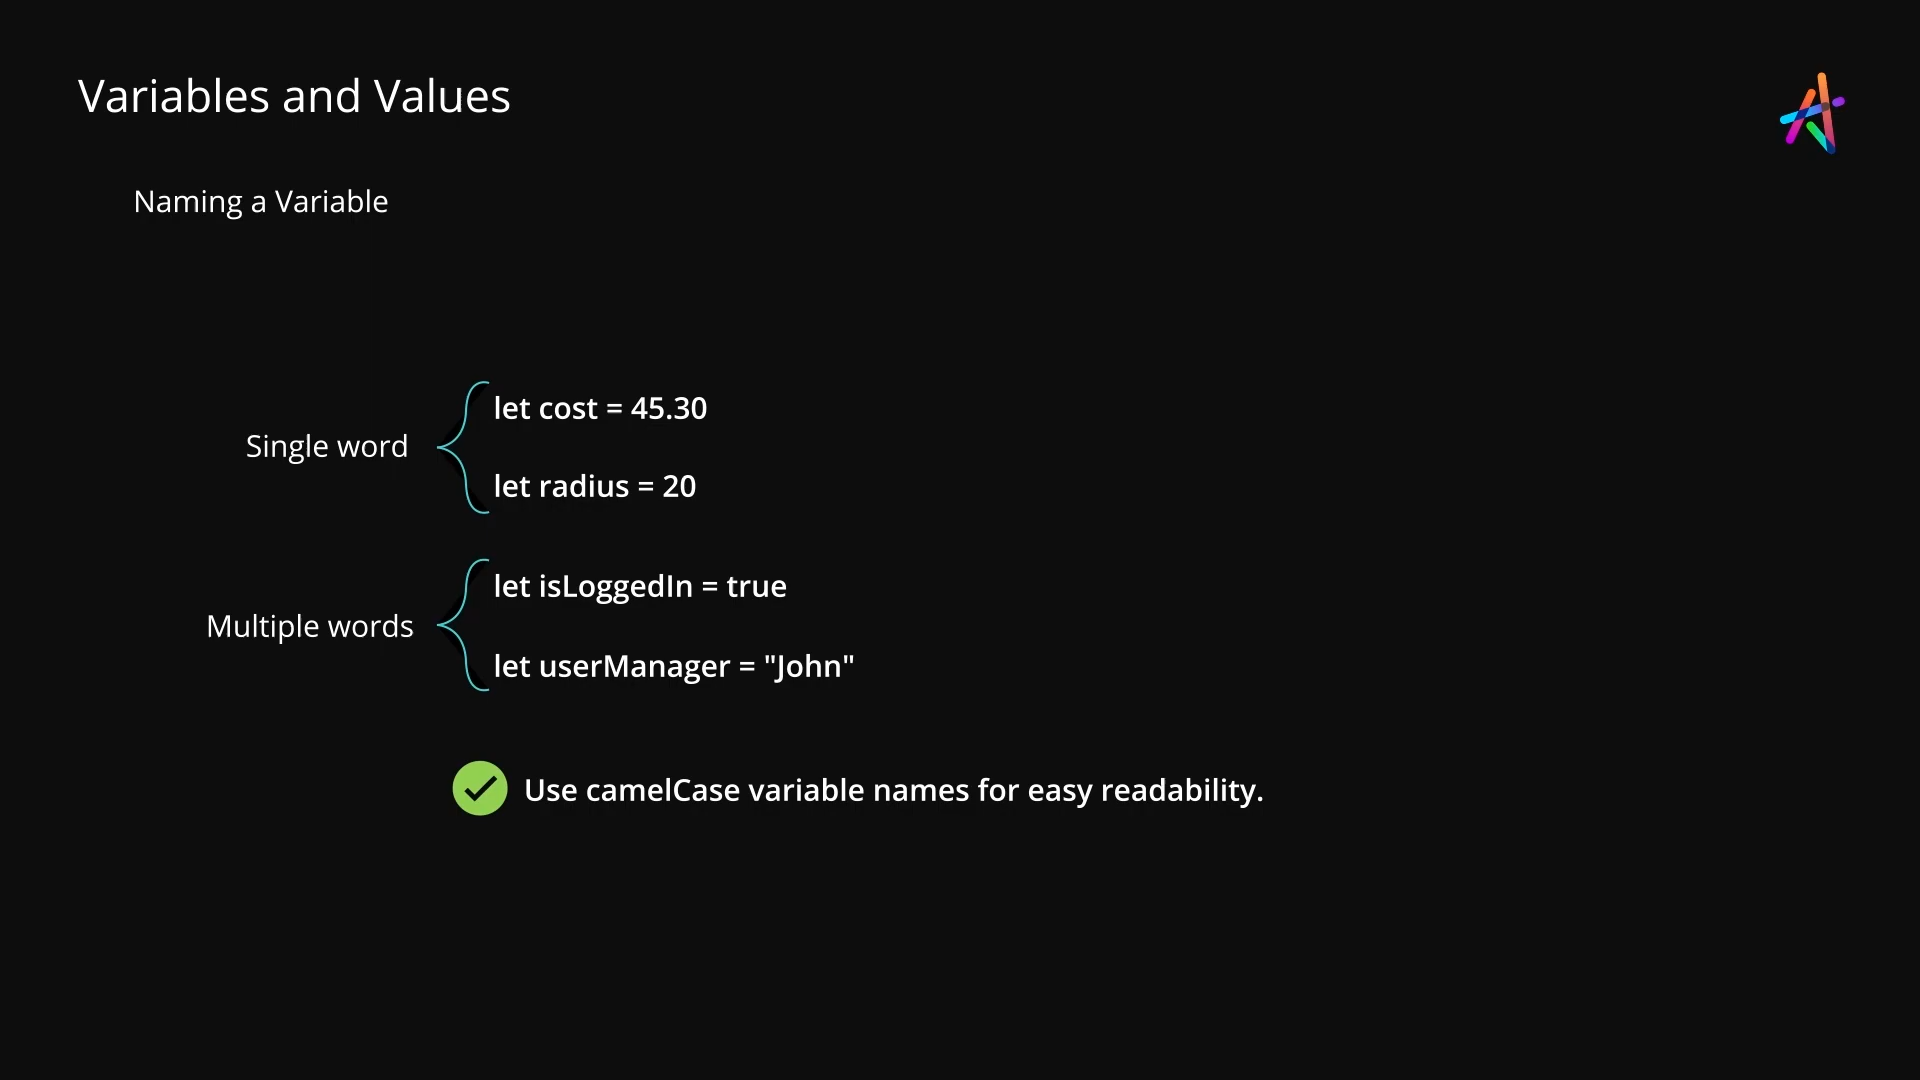 Variables and Values
Naming a Variable
Single word
let cost = 45.30
let radius = 20
Multiple words
let isLoggedIn = true
let userManager = "John"
Use camelCase variable names for easy readability.